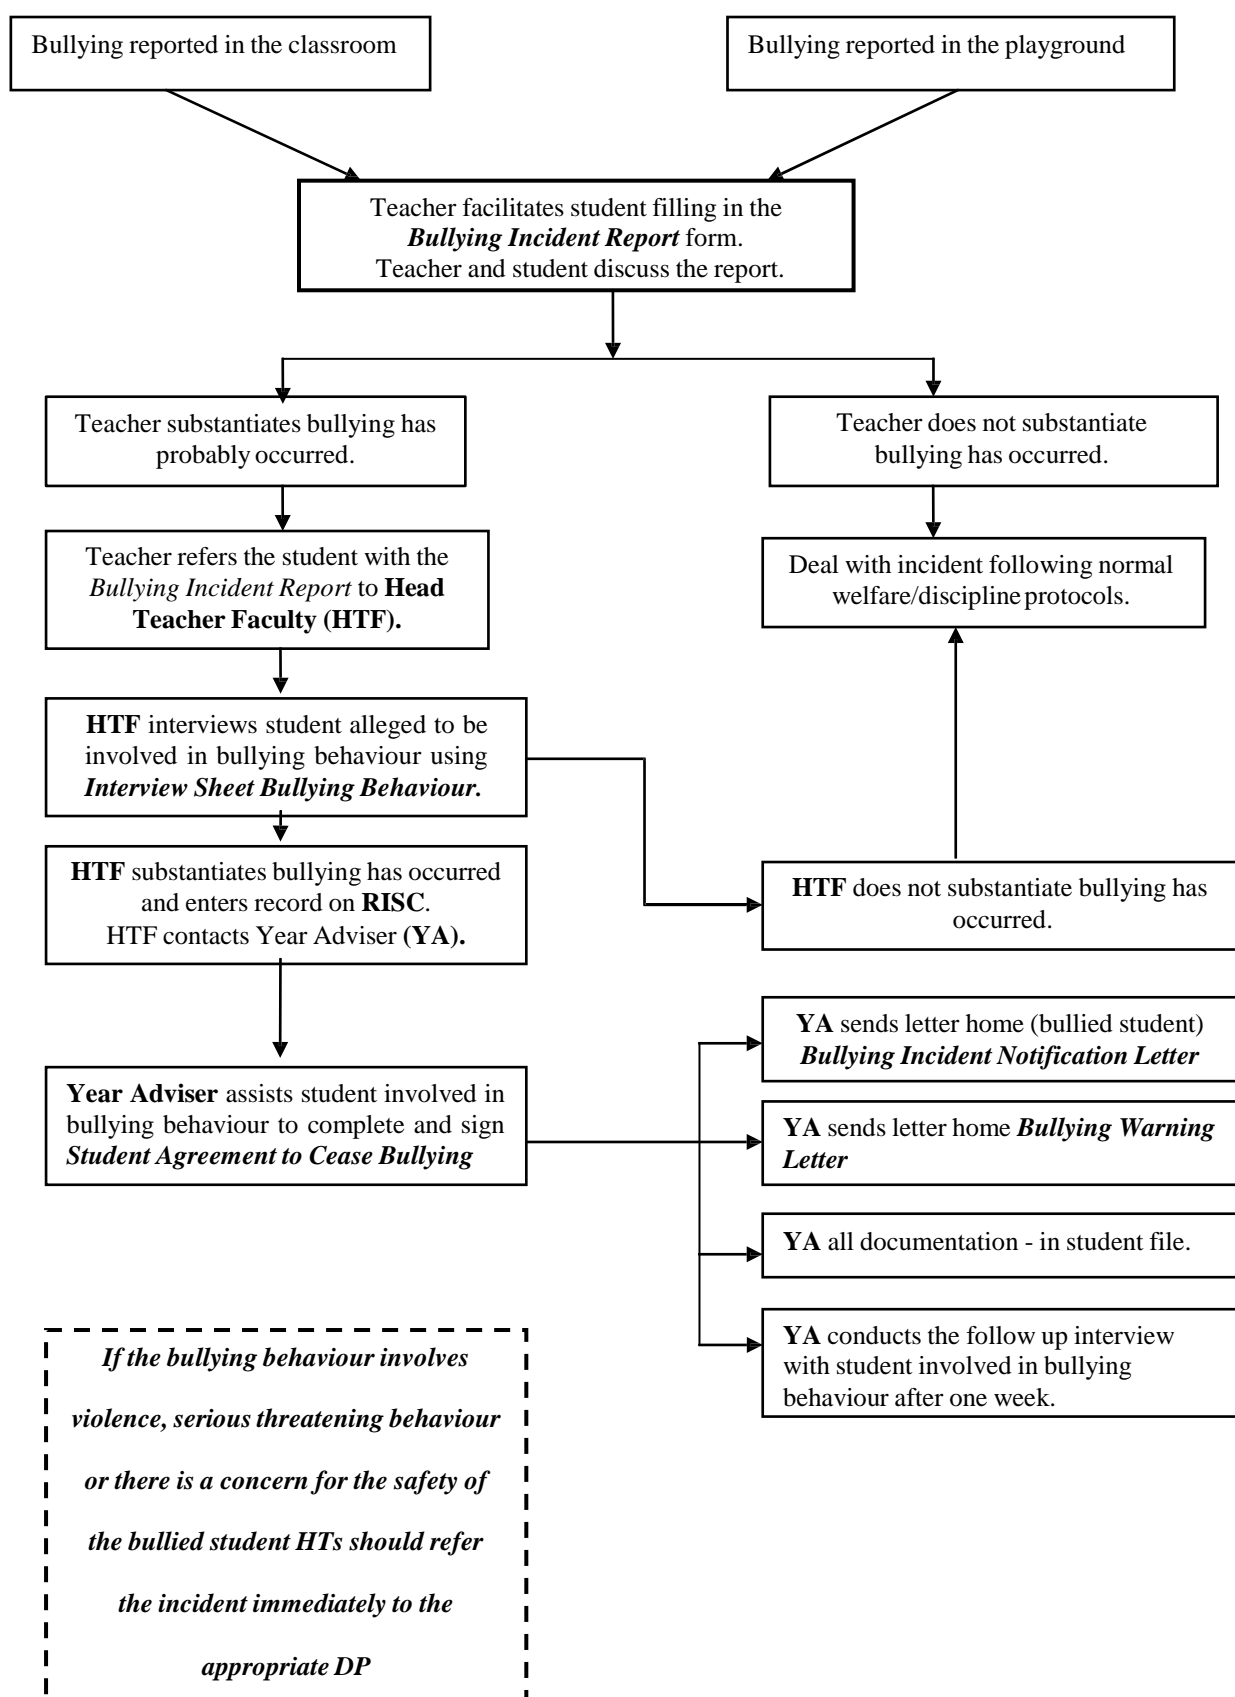 Bullying reported in the classroom
Bullying reported in the playground
Teacher facilitates student filling in the
Bullying Incident Report form.
Teacher and student discuss the report.
Teacher substantiates bullying has
probably occurred.
Teacher does not substantiate
bullying has occurred.
Teacher refers the student with the
Bullying Incident Report to Head
Teacher Faculty (HTF).
Deal with incident following normal
welfare/discipline protocols.
HTF interviews student alleged to be
involved in bullying behaviour using
Interview Sheet Bullying Behaviour.
HTF substantiates bullying has occurred
and enters record on RISC.
HTF contacts Year Adviser (YA).
HTF does not substantiate bullying has
occurred.
YA sends letter home (bullied student)
Bullying Incident Notification Letter
Year Adviser assists student involved in
bullying behaviour to complete and sign
Student Agreement to Cease Bullying
YA sends letter home Bullying Warning
Letter
YA all documentation - in student file.
YA conducts the follow up interview
with student involved in bullying
behaviour after one week.
If the bullying behaviour involves
violence, serious threatening behaviour
or there is a concern for the safety of
the bullied student HTs should refer
the incident immediately to the
appropriate DP